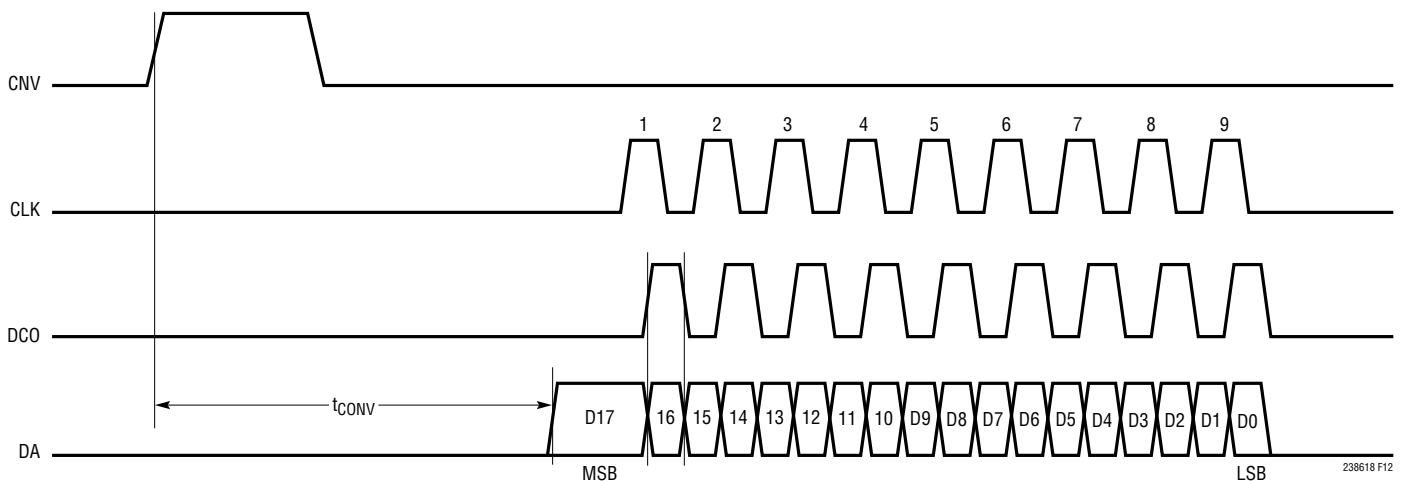 CNV
1 2 3 4 5 6 7 8 9
CLK
DCO
tCONV
D17 16 15 14 13 12 11 10 D9 D8 D7 D6 D5 D4 D3 D2 D1 D0
DA
MSB LSB
238618 F12